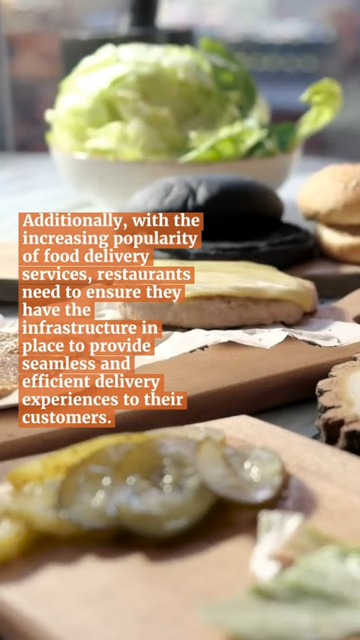 Additionally, with the
increasing popularity
of food delivery
services, restaurants
need to ensure they
have the
infrastructure in
place to provide
seamless and
efficient delivery
experiences to their
customers.